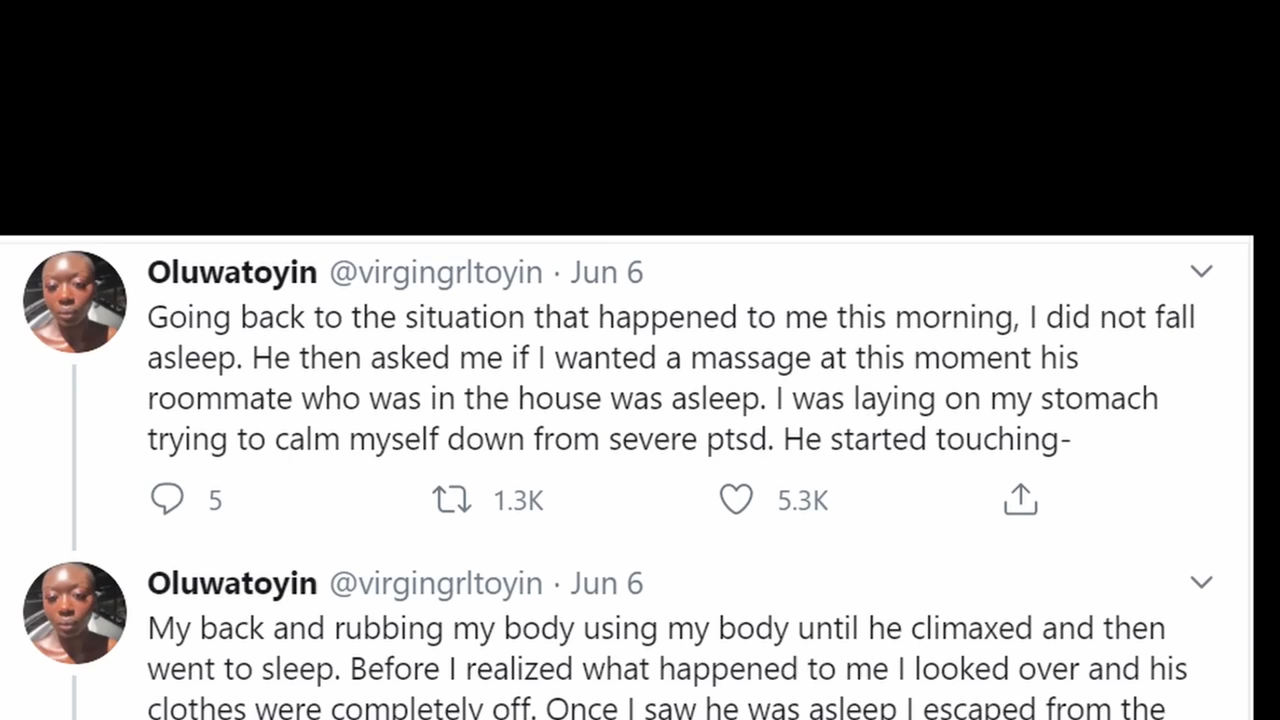 Oluwatoyin @virgingrltoyin · Jun 6
Going back to the situation that happened to me this morning, I did not fall
asleep. He then asked me if I wanted a massage at this moment his
roommate who was in the house was asleep. I was laying on my stomach
trying to calm myself down from severe ptsd. He started touching-
5 1.3K 5.3K
Oluwatoyin @virgingrltoyin · Jun 6
My back and rubbing my body using my body until he climaxed and then
went to sleep. Before I realized what happened to me I looked over and his
clothes were completely off. Once I saw he was asleep I escaped from the